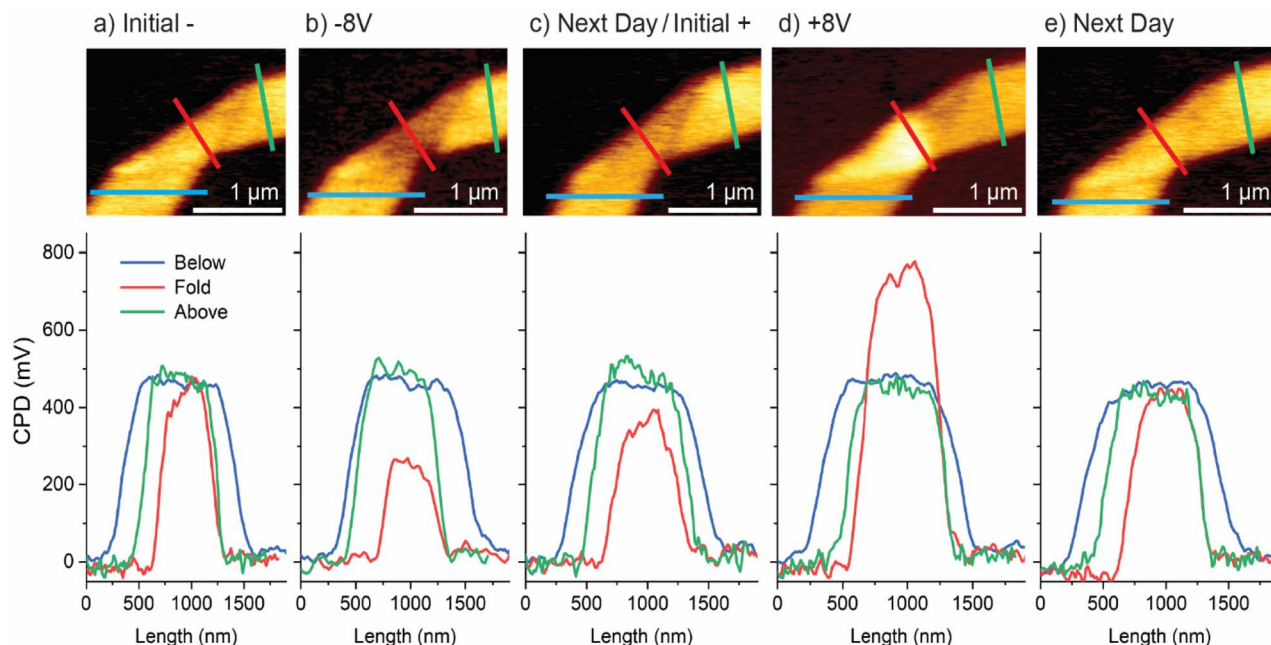 a) Initial -
b) -8V
c) Next Day / Initial +
d) +8V
e) Next Day
1 µm
1 µm
1 µm
1 µm
1 µm
800
600
400
200
0
CPD (mV)
Below
Fold
Above
0 500 1000 1500
0 500 1000 1500
0 500 1000 1500
0 500 1000 1500
0 500 1000 1500
Length (nm)
Length (nm)
Length (nm)
Length (nm)
Length (nm)